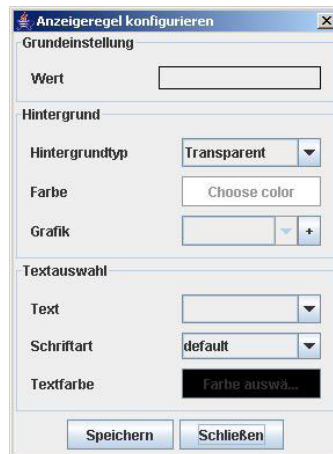 Anzeigeregel konfigurieren
Grundeinstellung
Wert
Hintergrund
Hintergrundtyp Transparent
Farbe Choose color
Grafik +
Textauswahl
Text
Schriftart default
Textfarbe Farbe auswä...
Speichern Schließen